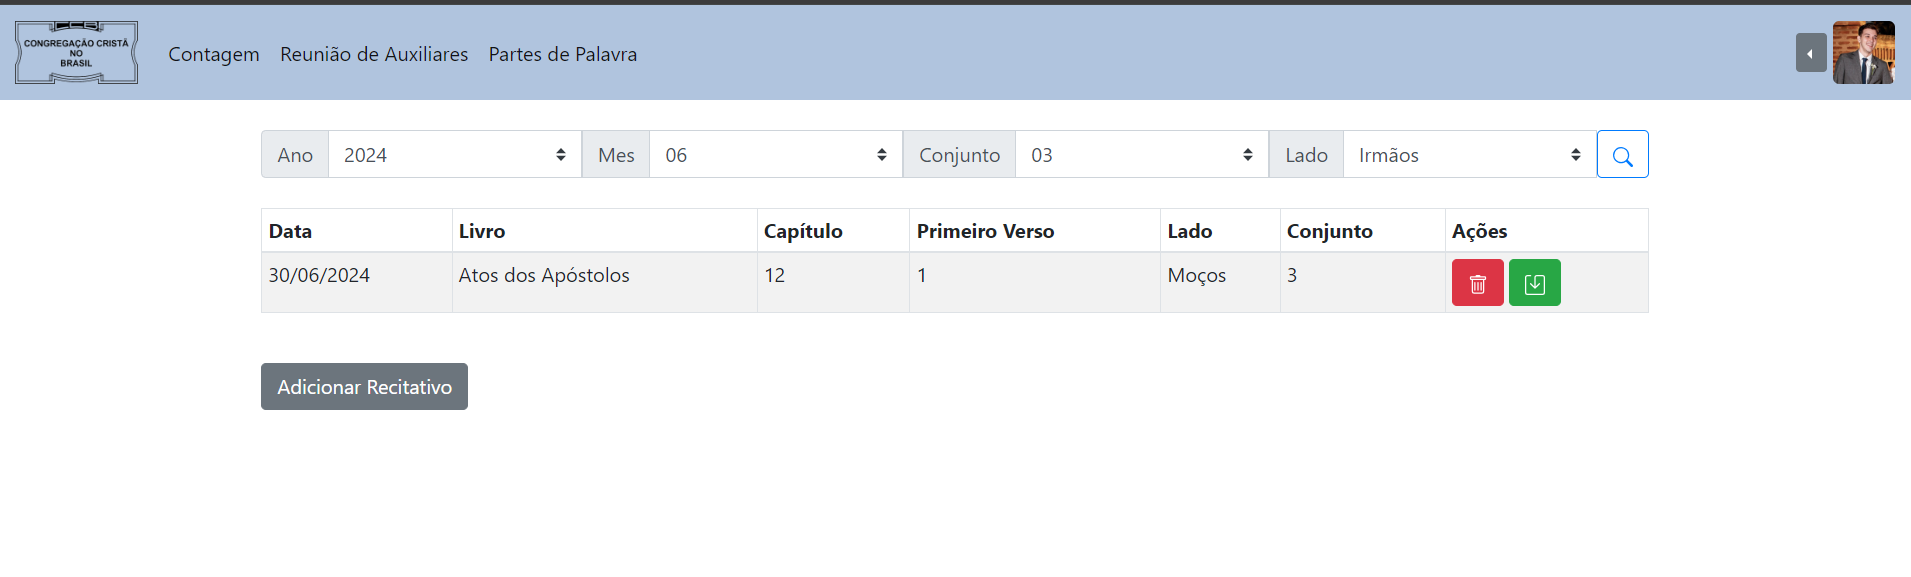 CONGREGAÇÃO CRISTÃ
NO
BRASIL
Contagem Reunião de Auxiliares Partes de Palavra
Ano 2024 Mes 06 Conjunto 03 Lado Irmãos
Data Livro Capítulo Primeiro Verso Lado Conjunto Ações
30/06/2024 Atos dos Apóstolos 12 1 Moços 3
Adicionar Recitativo